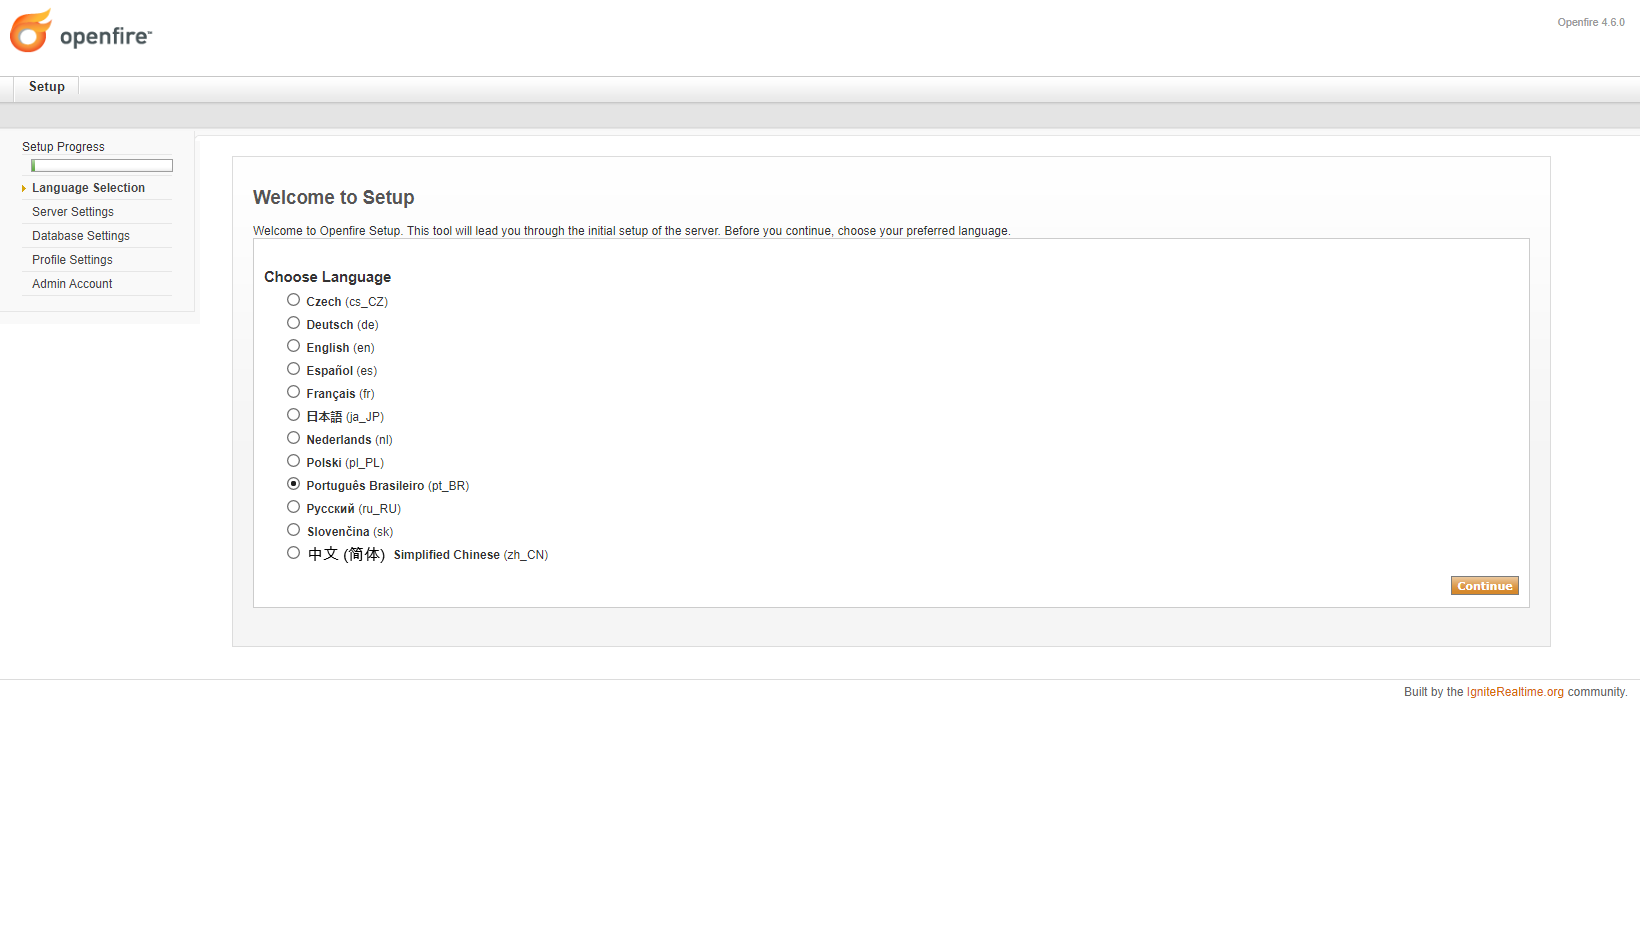 openfire™
Openfire 4.6.0
Setup
Setup Progress
Language Selection
Server Settings
Database Settings
Profile Settings
Admin Account
Welcome to Setup
Welcome to Openfire Setup. This tool will lead you through the initial setup of the server. Before you continue, choose your preferred language.
Choose Language
Czech (cs_CZ)
Deutsch (de)
English (en)
Español (es)
Français (fr)
日本語 (ja_JP)
Nederlands (nl)
Polski (pl_PL)
Português Brasileiro (pt_BR)
Русский (ru_RU)
Slovenčina (sk)
中文 (简体) Simplified Chinese (zh_CN)
Continue
Built by the IgniteRealtime.org community.